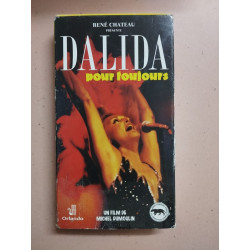 RENÉ CHATEAU
PRÉSENTE
DALIDA
pour toujours
UN FILM DE
MICHEL DUMOULIN